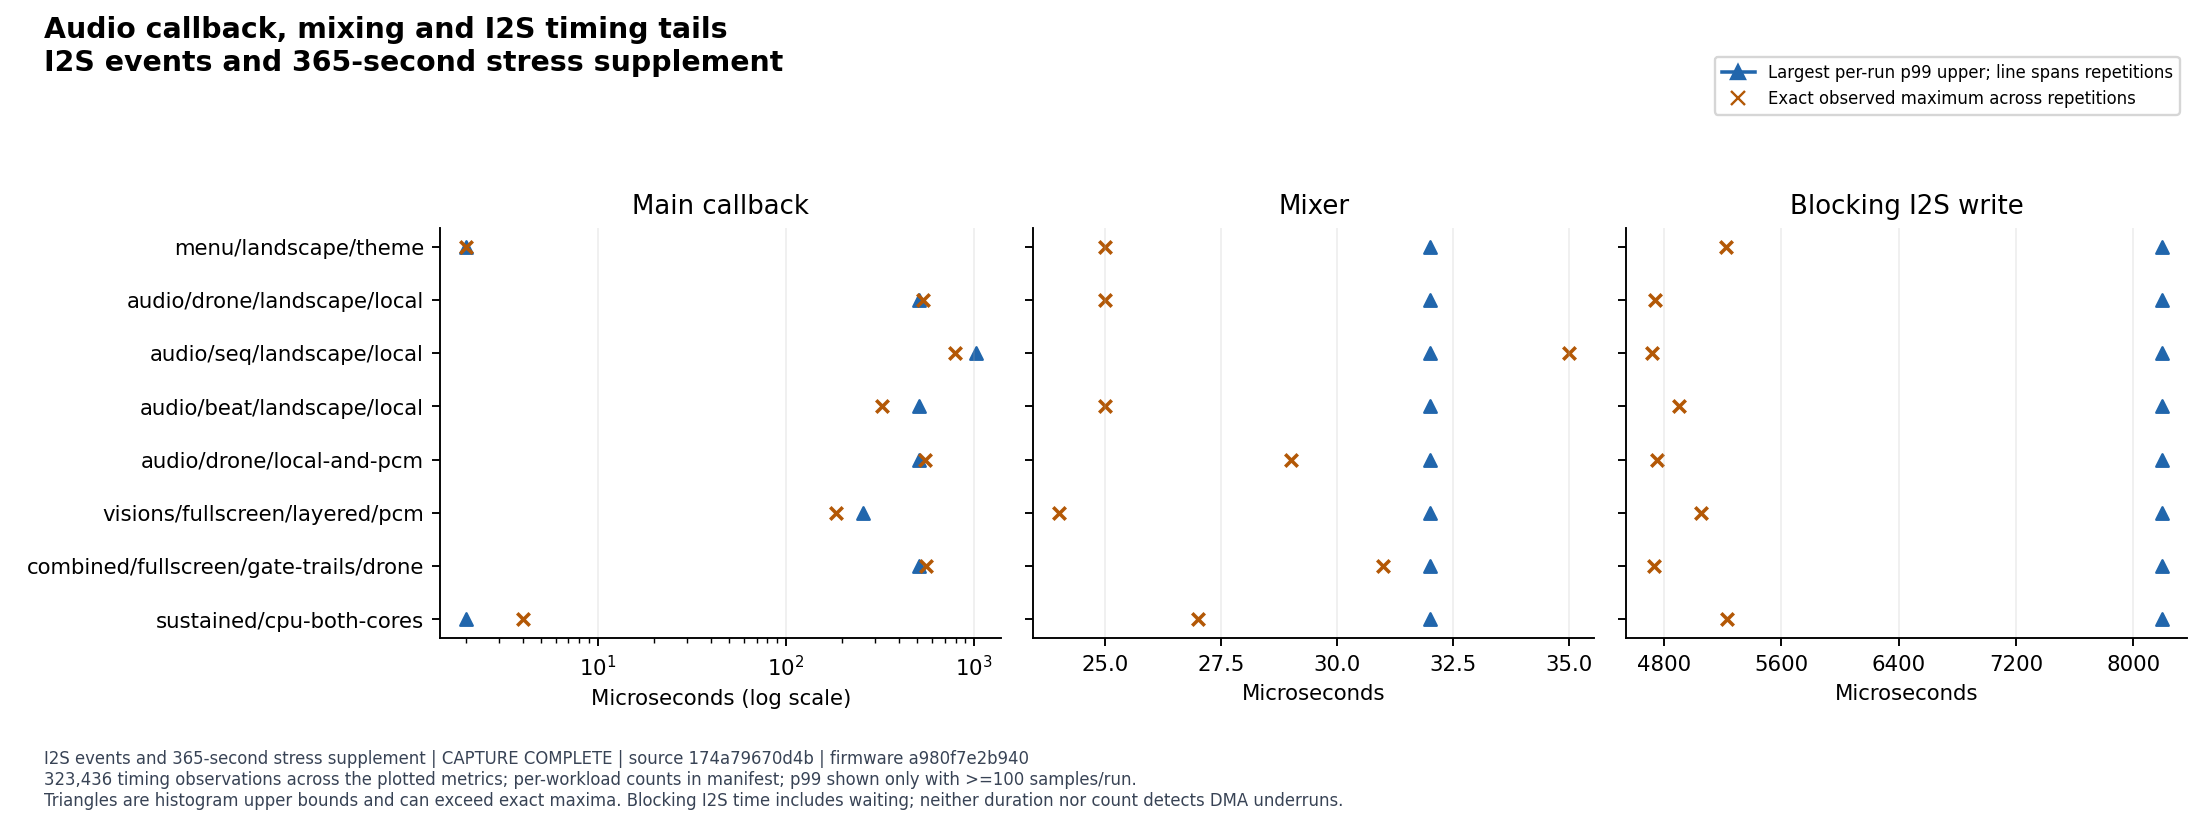 Audio callback, mixing and I2S timing tails
I2S events and 365-second stress supplement
Largest per-run p99 upper; line spans repetitions
Exact observed maximum across repetitions
Main callback
Mixer
Blocking I2S write
menu/landscape/theme
audio/drone/landscape/local
audio/seq/landscape/local
audio/beat/landscape/local
audio/drone/local-and-pcm
visions/fullscreen/layered/pcm
combined/fullscreen/gate-trails/drone
sustained/cpu-both-cores
10¹ 10² 10³
25.0 27.5 30.0 32.5 35.0
4800 5600 6400 7200 8000
Microseconds (log scale)
Microseconds
Microseconds
I2S events and 365-second stress supplement | CAPTURE COMPLETE | source 174a79670d4b | firmware a980f7e2b940
323,436 timing observations across the plotted metrics; per-workload counts in manifest; p99 shown only with >=100 samples/run.
Triangles are histogram upper bounds and can exceed exact maxima. Blocking I2S time includes waiting; neither duration nor count detects DMA underruns.